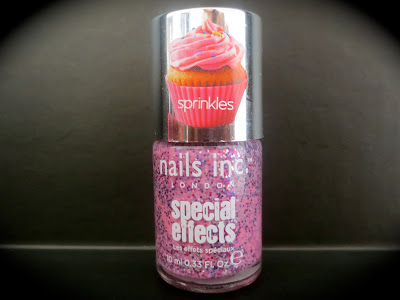 sprinkles
nails inc.
LONDON
special
effects
Les effets spéciaux
10 ml 0.33 Fl. Oz ℮